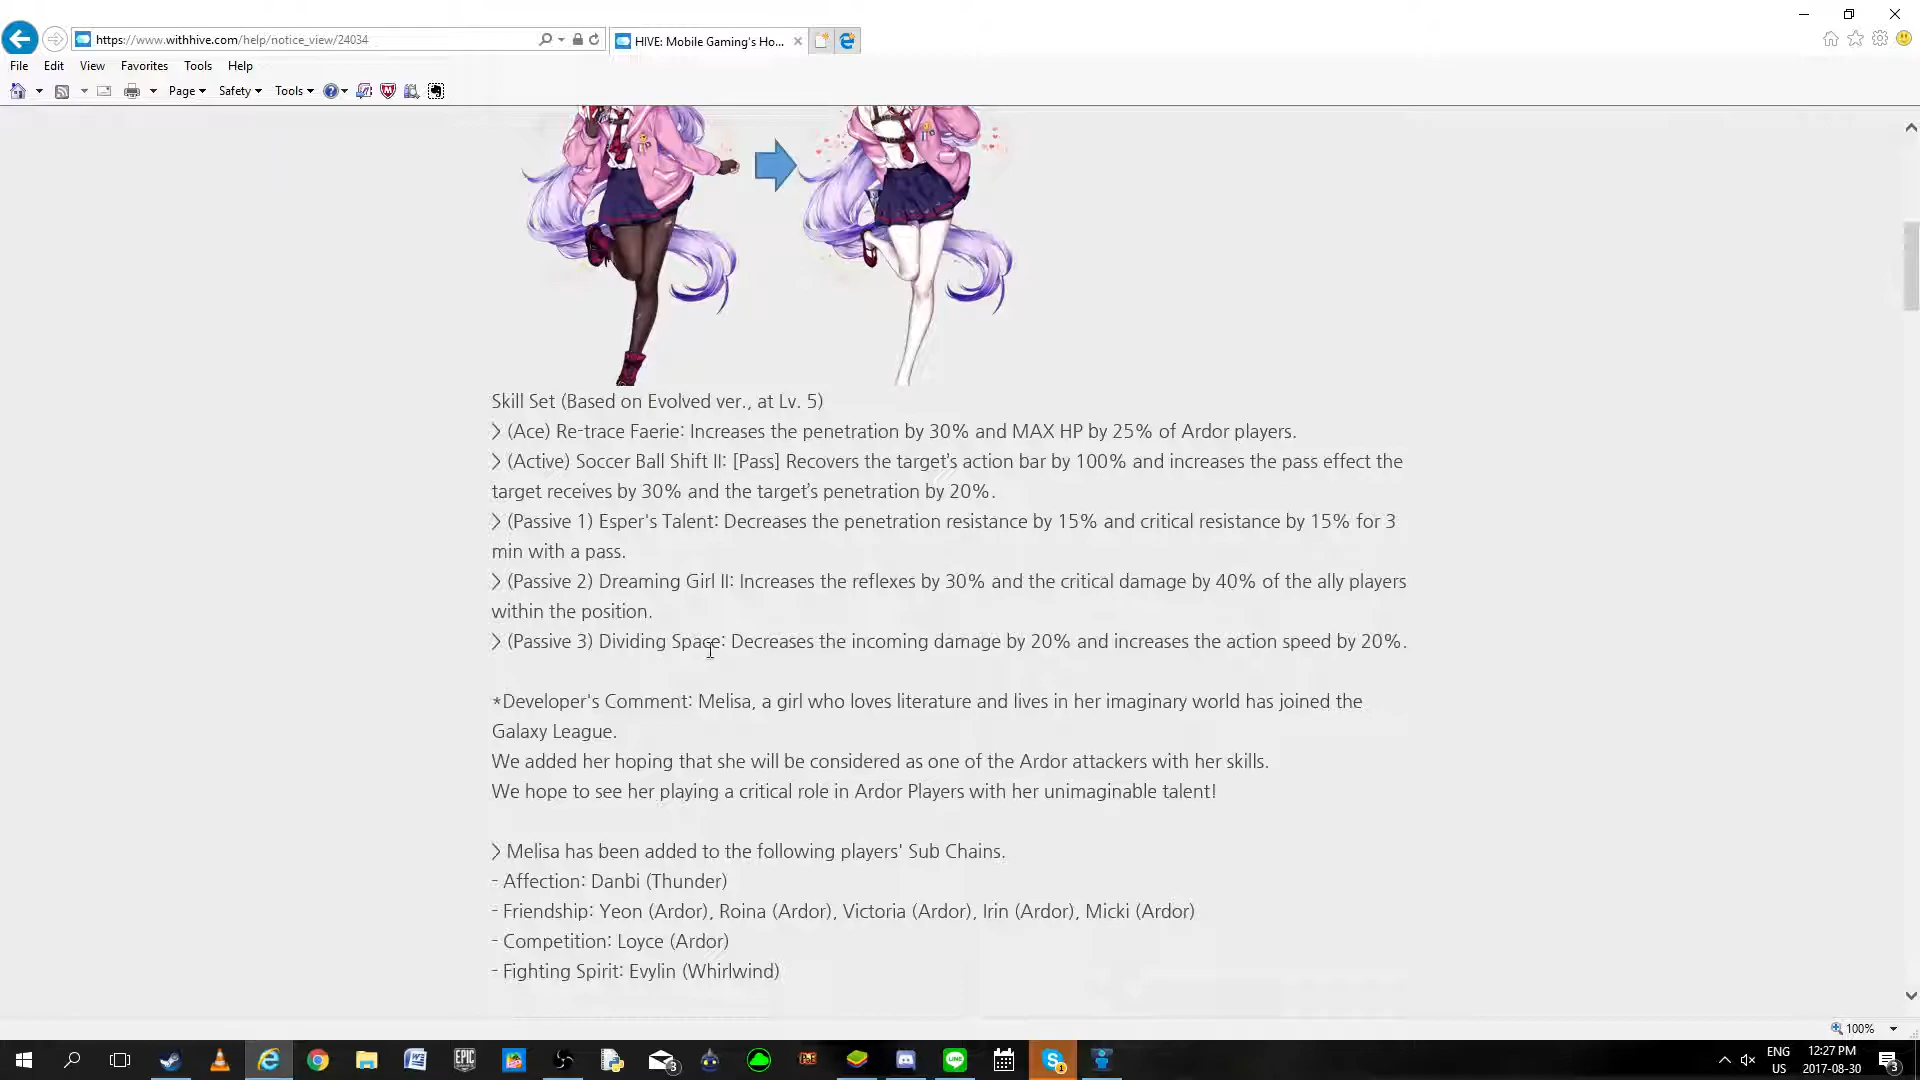 https://www.withhive.com/help/notice_view/24034
HIVE: Mobile Gaming's Ho...
File Edit View Favorites Tools Help
Page Safety Tools
Skill Set (Based on Evolved ver., at Lv. 5)
> (Ace) Re-trace Faerie: Increases the penetration by 30% and MAX HP by 25% of Ardor players.
> (Active) Soccer Ball Shift II: [Pass] Recovers the target's action bar by 100% and increases the pass effect the
target receives by 30% and the target's penetration by 20%.
> (Passive 1) Esper's Talent: Decreases the penetration resistance by 15% and critical resistance by 15% for 3
min with a pass.
> (Passive 2) Dreaming Girl II: Increases the reflexes by 30% and the critical damage by 40% of the ally players
within the position.
> (Passive 3) Dividing Space: Decreases the incoming damage by 20% and increases the action speed by 20%.
*Developer's Comment: Melisa, a girl who loves literature and lives in her imaginary world has joined the
Galaxy League.
We added her hoping that she will be considered as one of the Ardor attackers with her skills.
We hope to see her playing a critical role in Ardor Players with her unimaginable talent!
> Melisa has been added to the following players' Sub Chains.
- Affection: Danbi (Thunder)
- Friendship: Yeon (Ardor), Roina (Ardor), Victoria (Ardor), Irin (Ardor), Micki (Ardor)
- Competition: Loyce (Ardor)
- Fighting Spirit: Evylin (Whirlwind)
100%
EPIC
GAMES
3
PoE
LINE
1
ENG
US
12:27 PM
2017-08-30
3